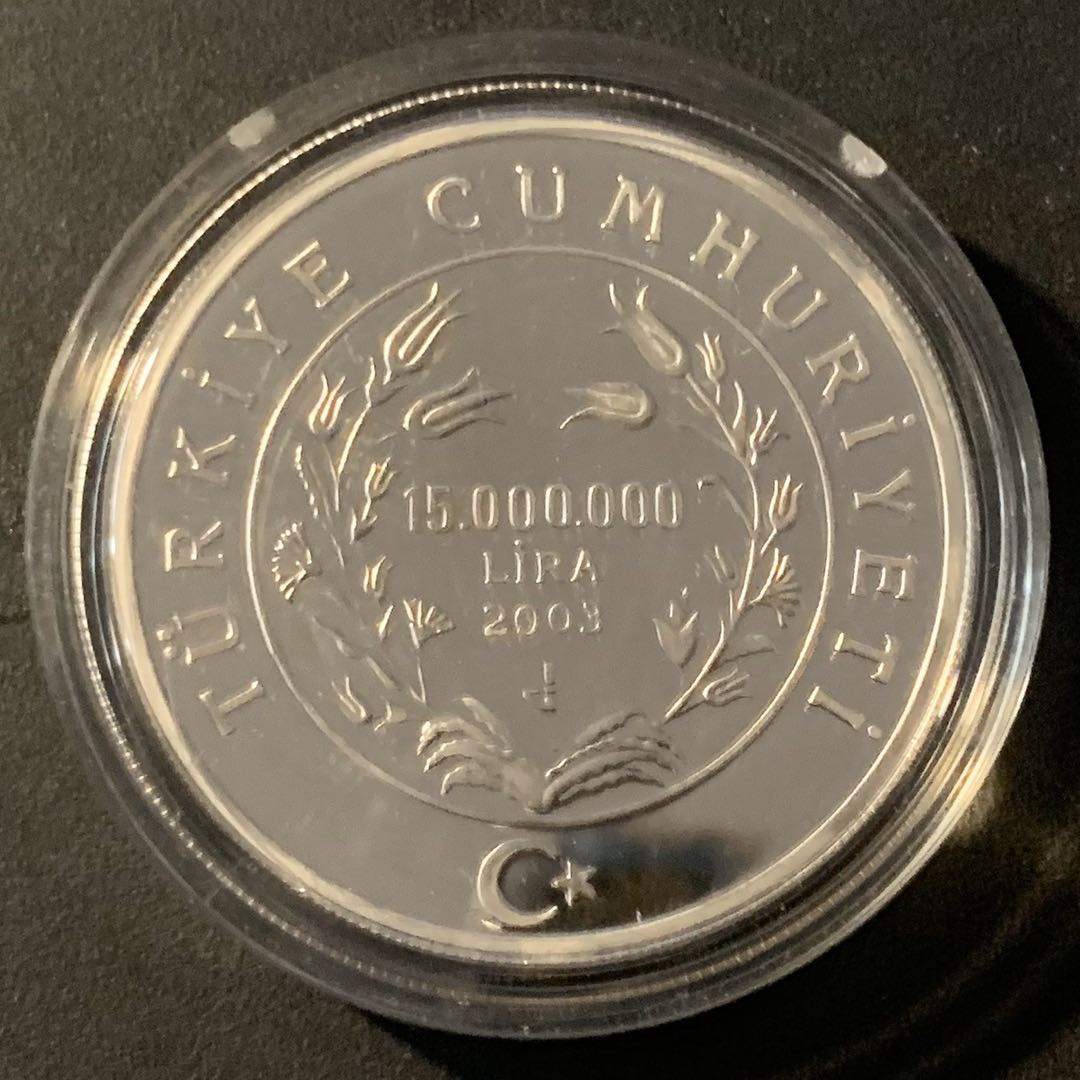 TÜRKİYE CUMHURİYETİ
15.000.000
LİRA
2003